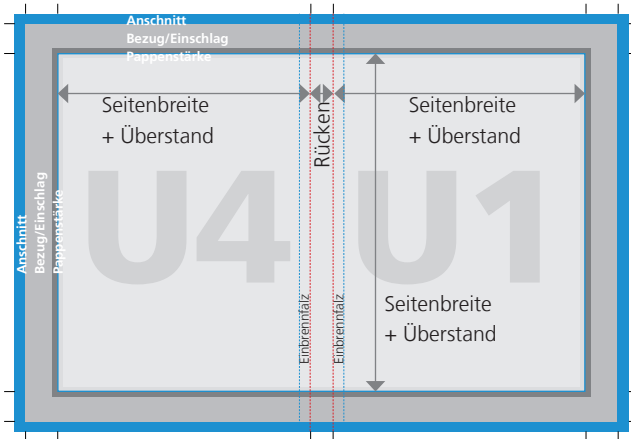 Anschnitt
Bezug/Einschlag
Pappenstärke
Seitenbreite
+ Überstand
Rücken
Seitenbreite
+ Überstand
Anschnitt
Bezug/Einschlag
Pappenstärke
U4
U1
Einbrennfalz
Einbrennfalz
Seitenbreite
+ Überstand